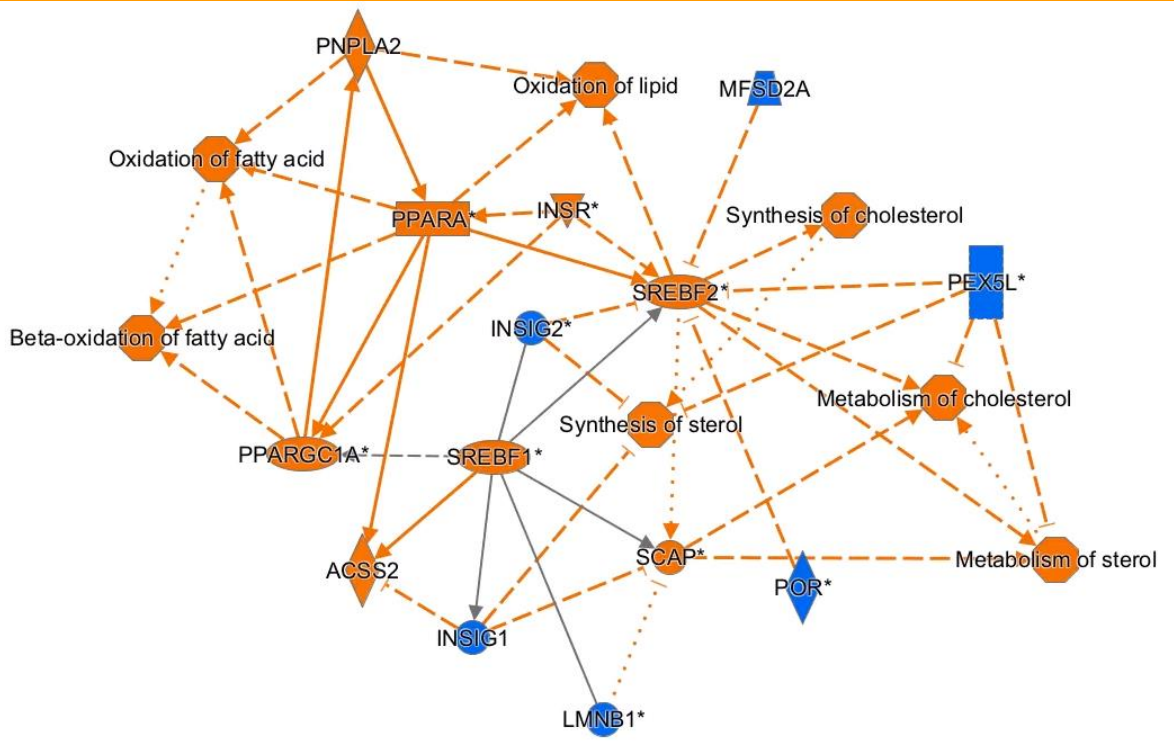 PNPLA2
Oxidation of lipid
MFSD2A
Oxidation of fatty acid
PPARA*
INSR*
Synthesis of cholesterol
SREBF2*
PEX5L*
INSIG2*
Beta-oxidation of fatty acid
Metabolism of cholesterol
Synthesis of sterol
PPARGC1A*
SREBF1*
SCAP*
Metabolism of sterol
ACSS2
POR*
INSIG1
LMNB1*